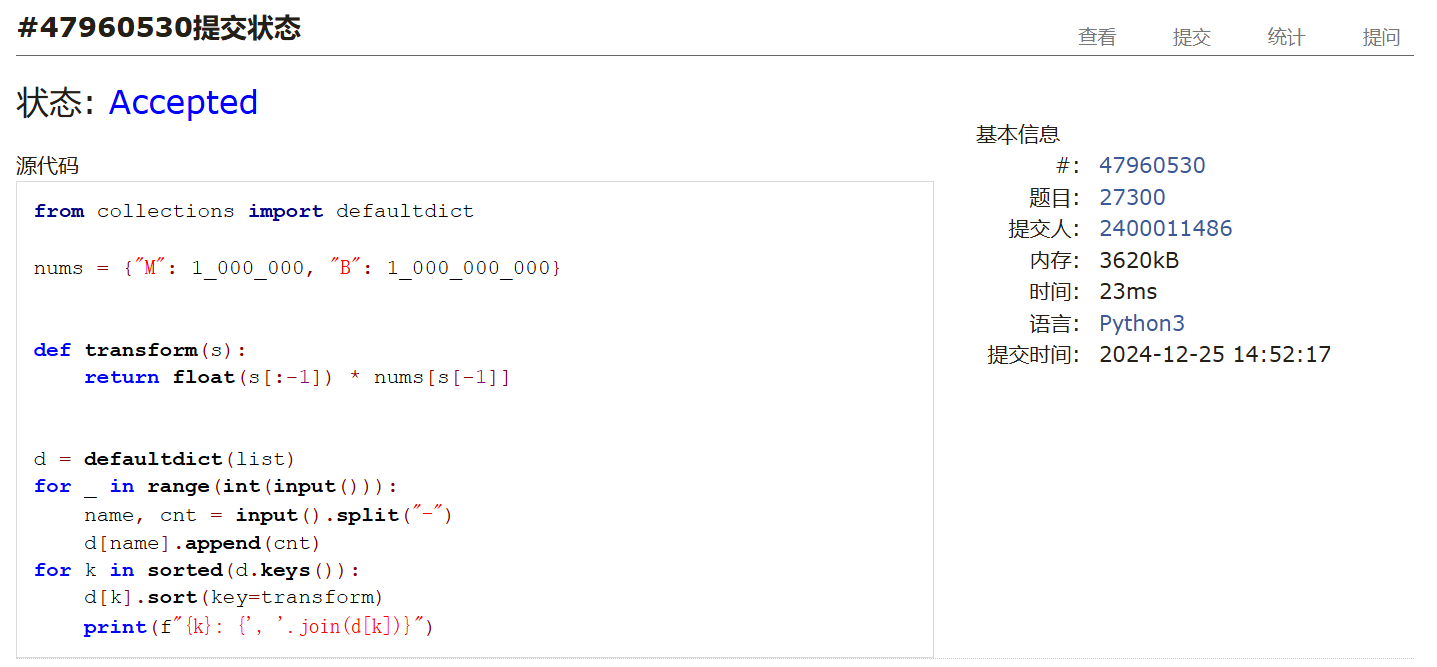 #47960530提交状态
查看 提交 统计 提问
状态: Accepted
源代码
from collections import defaultdict
nums = {"M": 1_000_000, "B": 1_000_000_000}
def transform(s):
    return float(s[:-1]) * nums[s[-1]]
d = defaultdict(list)
for _ in range(int(input())):
    name, cnt = input().split("-")
    d[name].append(cnt)
for k in sorted(d.keys()):
    d[k].sort(key=transform)
    print(f"{k}: {', '.join(d[k])}")
基本信息
#: 47960530
题目: 27300
提交人: 2400011486
内存: 3620kB
时间: 23ms
语言: Python3
提交时间: 2024-12-25 14:52:17